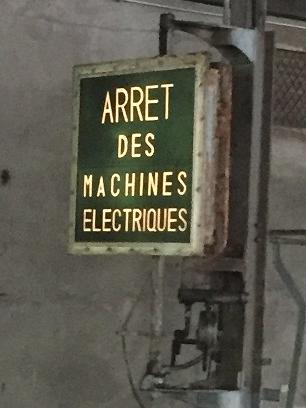 ARRET
DES
MACHINES
ELECTRIQUES